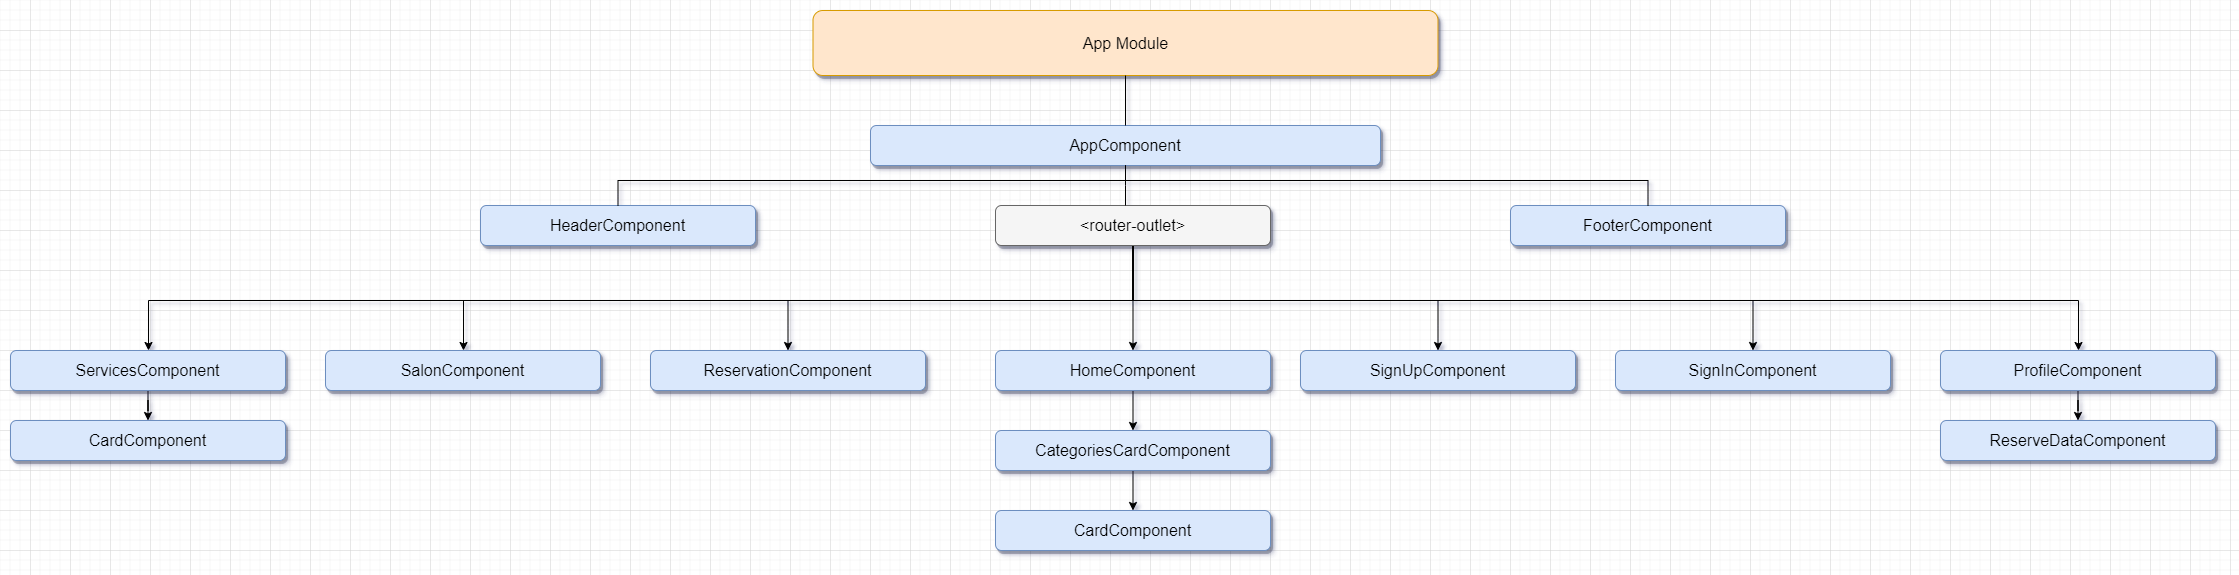 App Module
AppComponent
HeaderComponent
<router-outlet>
FooterComponent
ServicesComponent
SalonComponent
ReservationComponent
HomeComponent
SignUpComponent
SignInComponent
ProfileComponent
CardComponent
CategoriesCardComponent
ReserveDataComponent
CardComponent